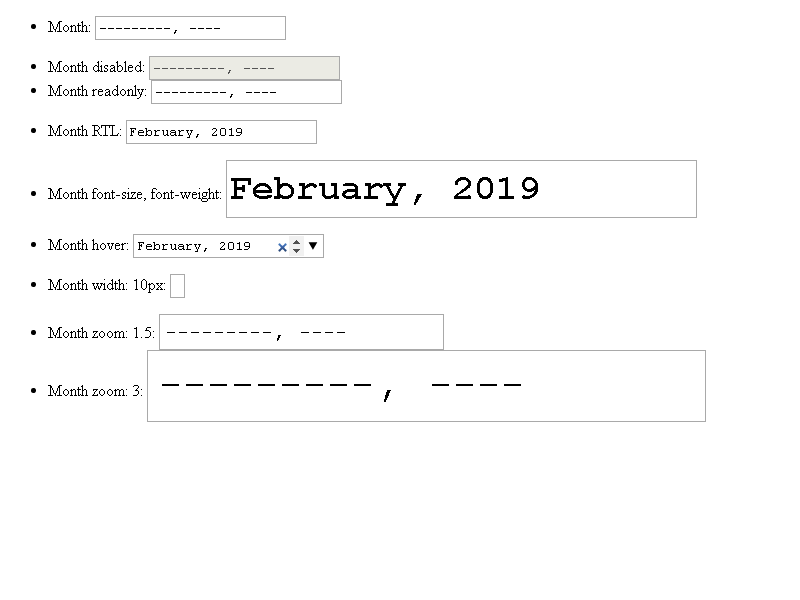 Month: ---------, ----
Month disabled: ---------, ----
Month readonly: ---------, ----
Month RTL: February, 2019
Month font-size, font-weight: February, 2019
Month hover: February, 2019
Month width: 10px:
Month zoom: 1.5: ---------, ----
Month zoom: 3: ---------, ----